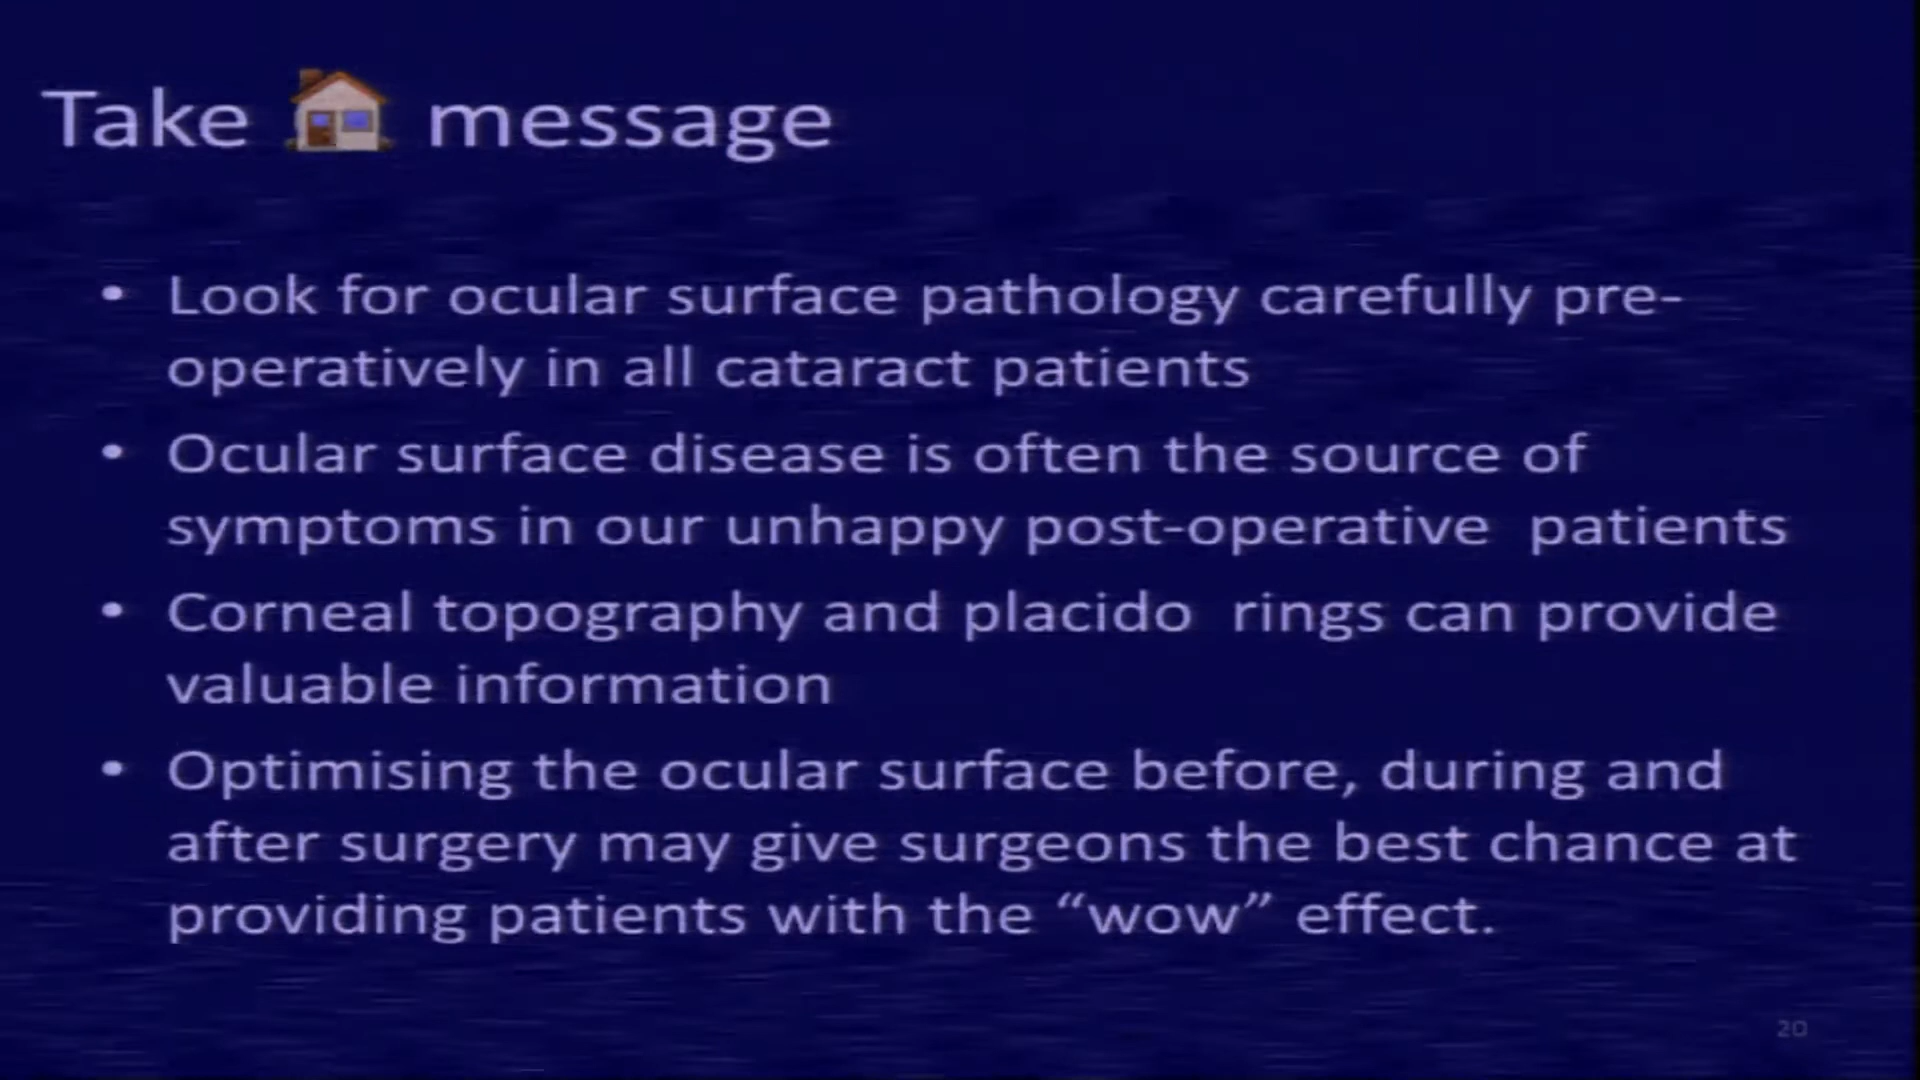 Take 🏠 message
• Look for ocular surface pathology carefully pre-
operatively in all cataract patients
• Ocular surface disease is often the source of
symptoms in our unhappy post-operative patients
• Corneal topography and placido rings can provide
valuable information
• Optimising the ocular surface before, during and
after surgery may give surgeons the best chance at
providing patients with the “wow” effect.
20